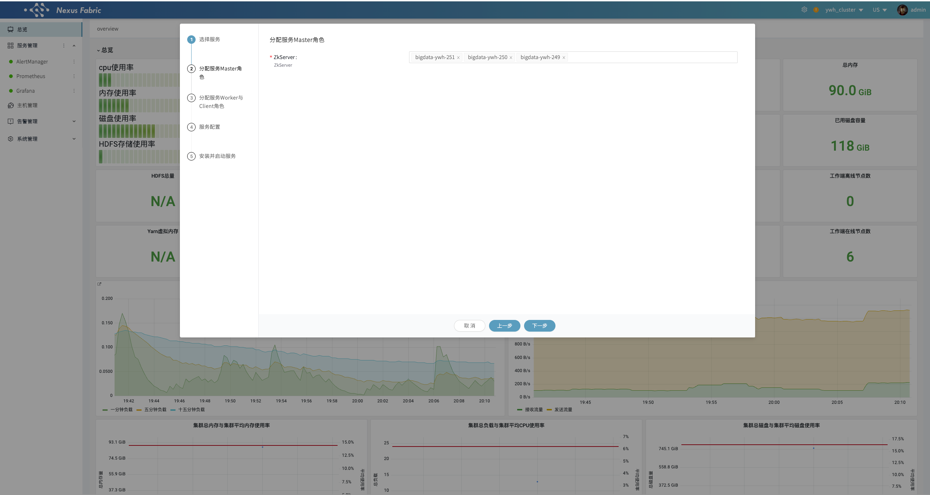 Nexus Fabric
ywk_cluster
US
admin
总览
服务管理
AlertManager
Prometheus
Grafana
主机管理
告警管理
系统管理
overview
总览
cpu使用率
内存使用率
磁盘使用率
HDFS存储使用率
HDFS总量
N/A
Yarn虚拟内存
N/A
1
选择服务
2
分配服务Master角
色
3
分配服务Worker与
Client角色
4
服务配置
5
安装并启动服务
分配服务Master角色
* ZkServer:
ZkServer
bigdata-ywh-251 ×
bigdata-ywh-250 ×
bigdata-ywh-249 ×
取 消
上一步
下一步
总内存
90.0 GiB
已用磁盘容量
118 GiB
工作端离线节点数
0
工作端在线节点数
6
0.200
0.150
0.100
0.0500
0
19:42
19:44
19:46
19:48
19:50
19:52
19:54
19:56
19:58
20:00
20:02
20:04
20:06
20:08
20:10
一分钟负载
五分钟负载
十五分钟负载
800 B/s
600 B/s
400 B/s
200 B/s
0 B/s
19:45
19:50
19:55
20:00
20:05
20:10
接收流量
发送流量
集群总内存与集群平均内存使用率
93.1 GiB
74.5 GiB
55.9 GiB
37.3 GiB
15.0%
12.5%
10.0%
7.5%
集群总负载与集群平均CPU使用率
25
20
15
10
7%
6%
5%
4%
3%
集群总磁盘与集群平均磁盘使用率
745.1 GiB
558.8 GiB
372.5 GiB
17.5%
15.0%
12.5%
10.0%
7.5%